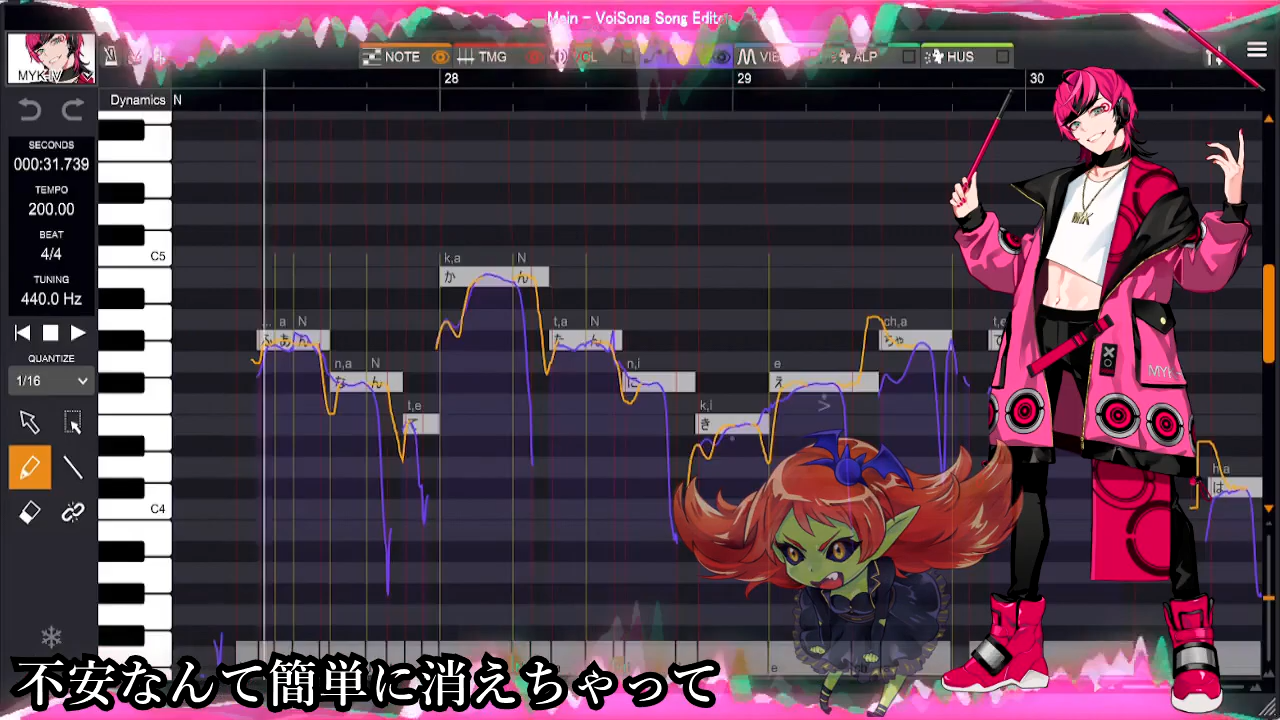 Main - VoiSona Song Editor
MYK-IV
NOTE
TMG
VIB
ALP
HUS
28
29
30
Dynamics
N
SECONDS
000:31.739
TEMPO
200.00
BEAT
4/4
TUNING
440.0 Hz
QUANTIZE
1/16
C5
C4
k,a N
か ん
a N
ふ あ ん
t,a N
た ん
ch,a
ちゃ
n,a N
な ん
n,i
に
e
え
t,e
て
k,i
き
h,a
は
MYK
MYK-
e
不安なんて簡単に消えちゃって